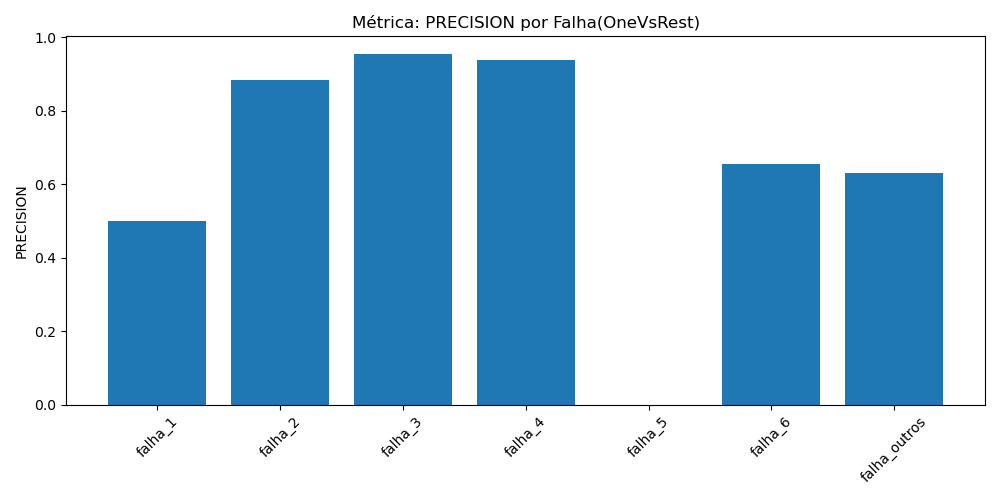 Métrica: PRECISION por Falha(OneVsRest)
PRECISION
1.0
0.8
0.6
0.4
0.2
0.0
falha_1
falha_2
falha_3
falha_4
falha_5
falha_6
falha_outros